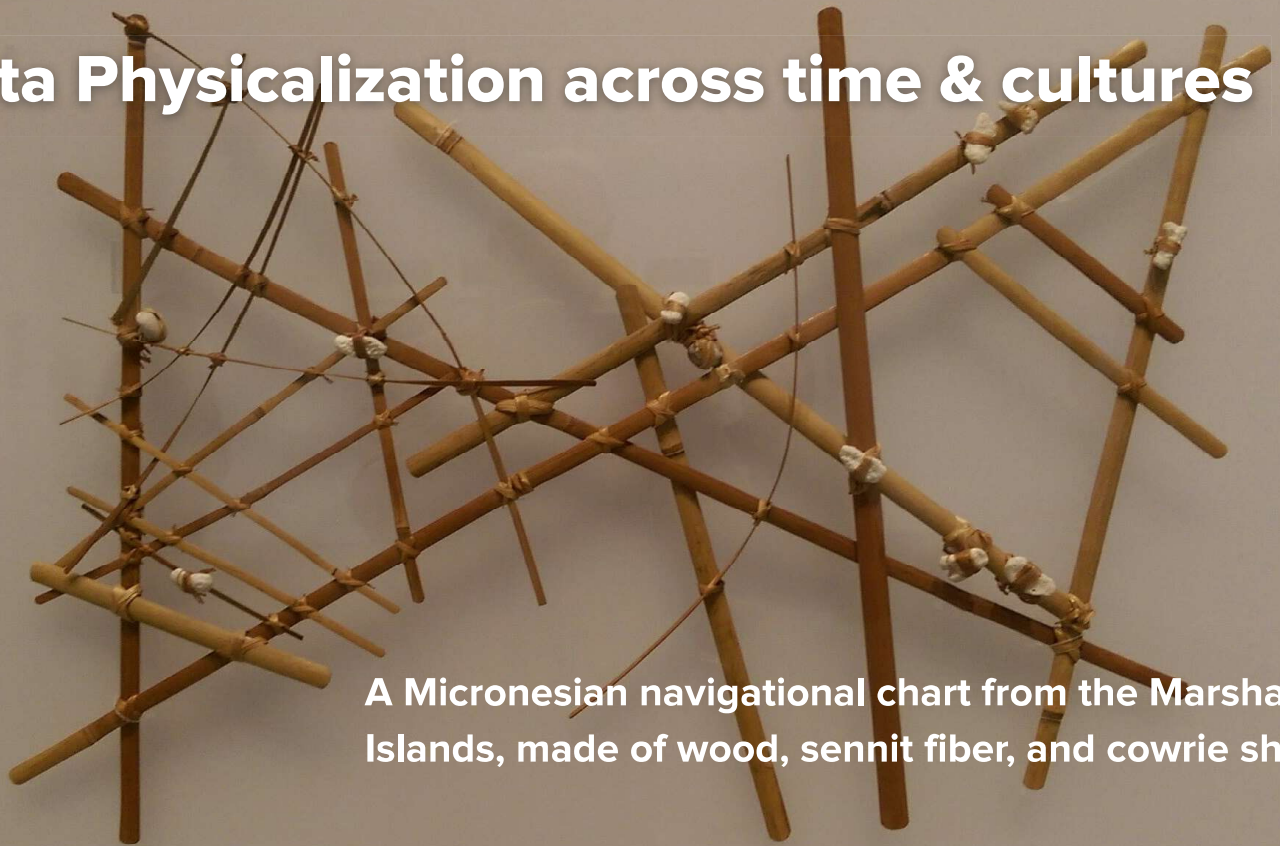 ta Physicalization across time & cultures
A Micronesian navigational chart from the Marsha
Islands, made of wood, sennit fiber, and cowrie sh